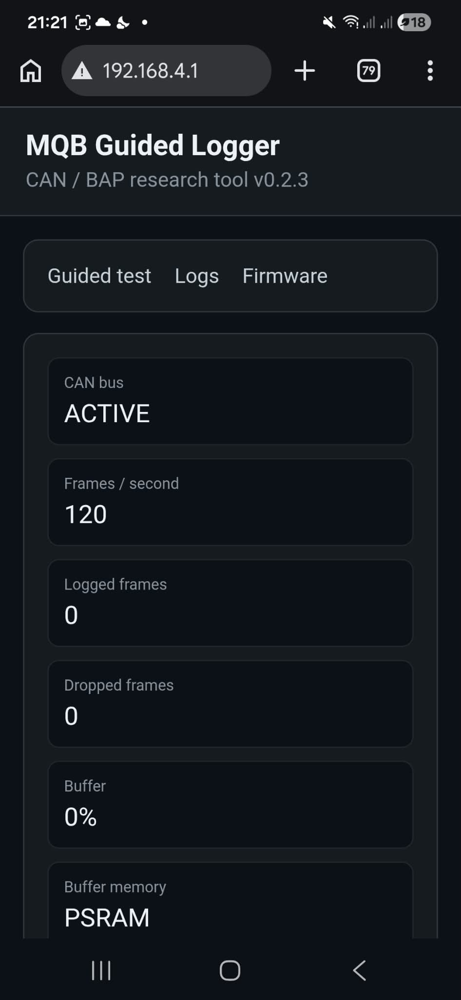 21:21
18
192.168.4.1
79
MQB Guided Logger
CAN / BAP research tool v0.2.3
Guided test Logs Firmware
CAN bus
ACTIVE
Frames / second
120
Logged frames
0
Dropped frames
0
Buffer
0%
Buffer memory
PSRAM